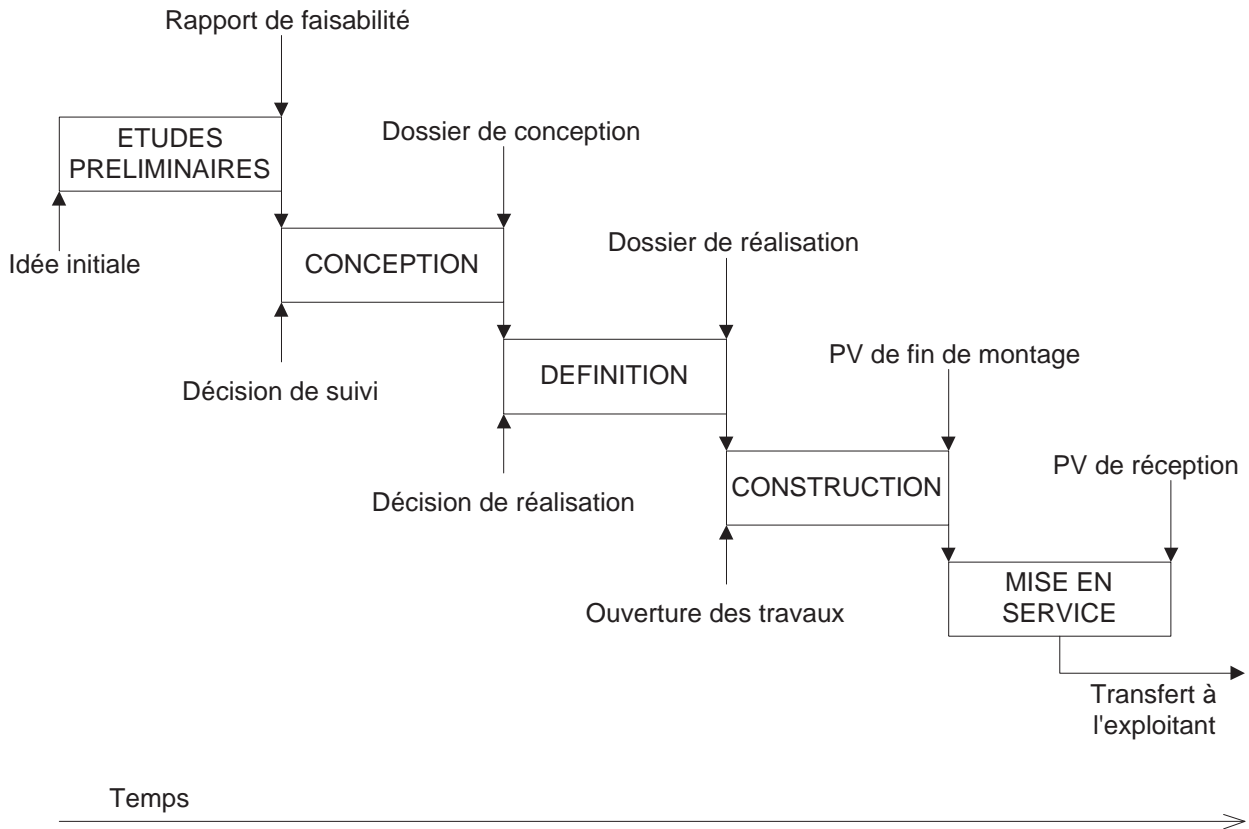 Rapport de faisabilité
ETUDES
PRELIMINAIRES
Dossier de conception
Idée initiale
CONCEPTION
Dossier de réalisation
Décision de suivi
DEFINITION
PV de fin de montage
Décision de réalisation
CONSTRUCTION
PV de réception
Ouverture des travaux
MISE EN
SERVICE
Transfert à
l'exploitant
Temps